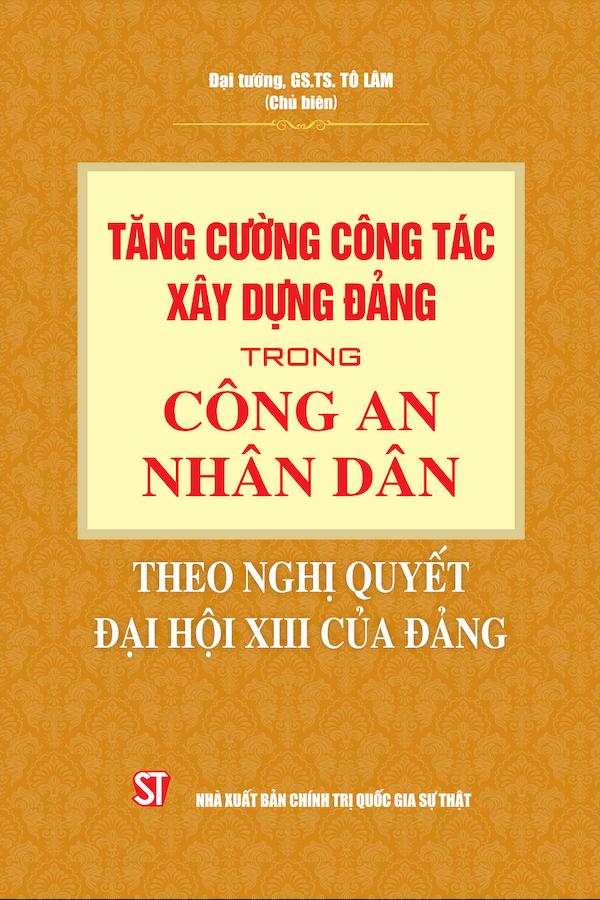 Đại tướng, GS.TS. TÔ LÂM
(Chủ biên)
TĂNG CƯỜNG CÔNG TÁC
XÂY DỰNG ĐẢNG
TRONG
CÔNG AN
NHÂN DÂN
THEO NGHỊ QUYẾT
ĐẠI HỘI XIII CỦA ĐẢNG
ST NHÀ XUẤT BẢN CHÍNH TRỊ QUỐC GIA SỰ THẬT